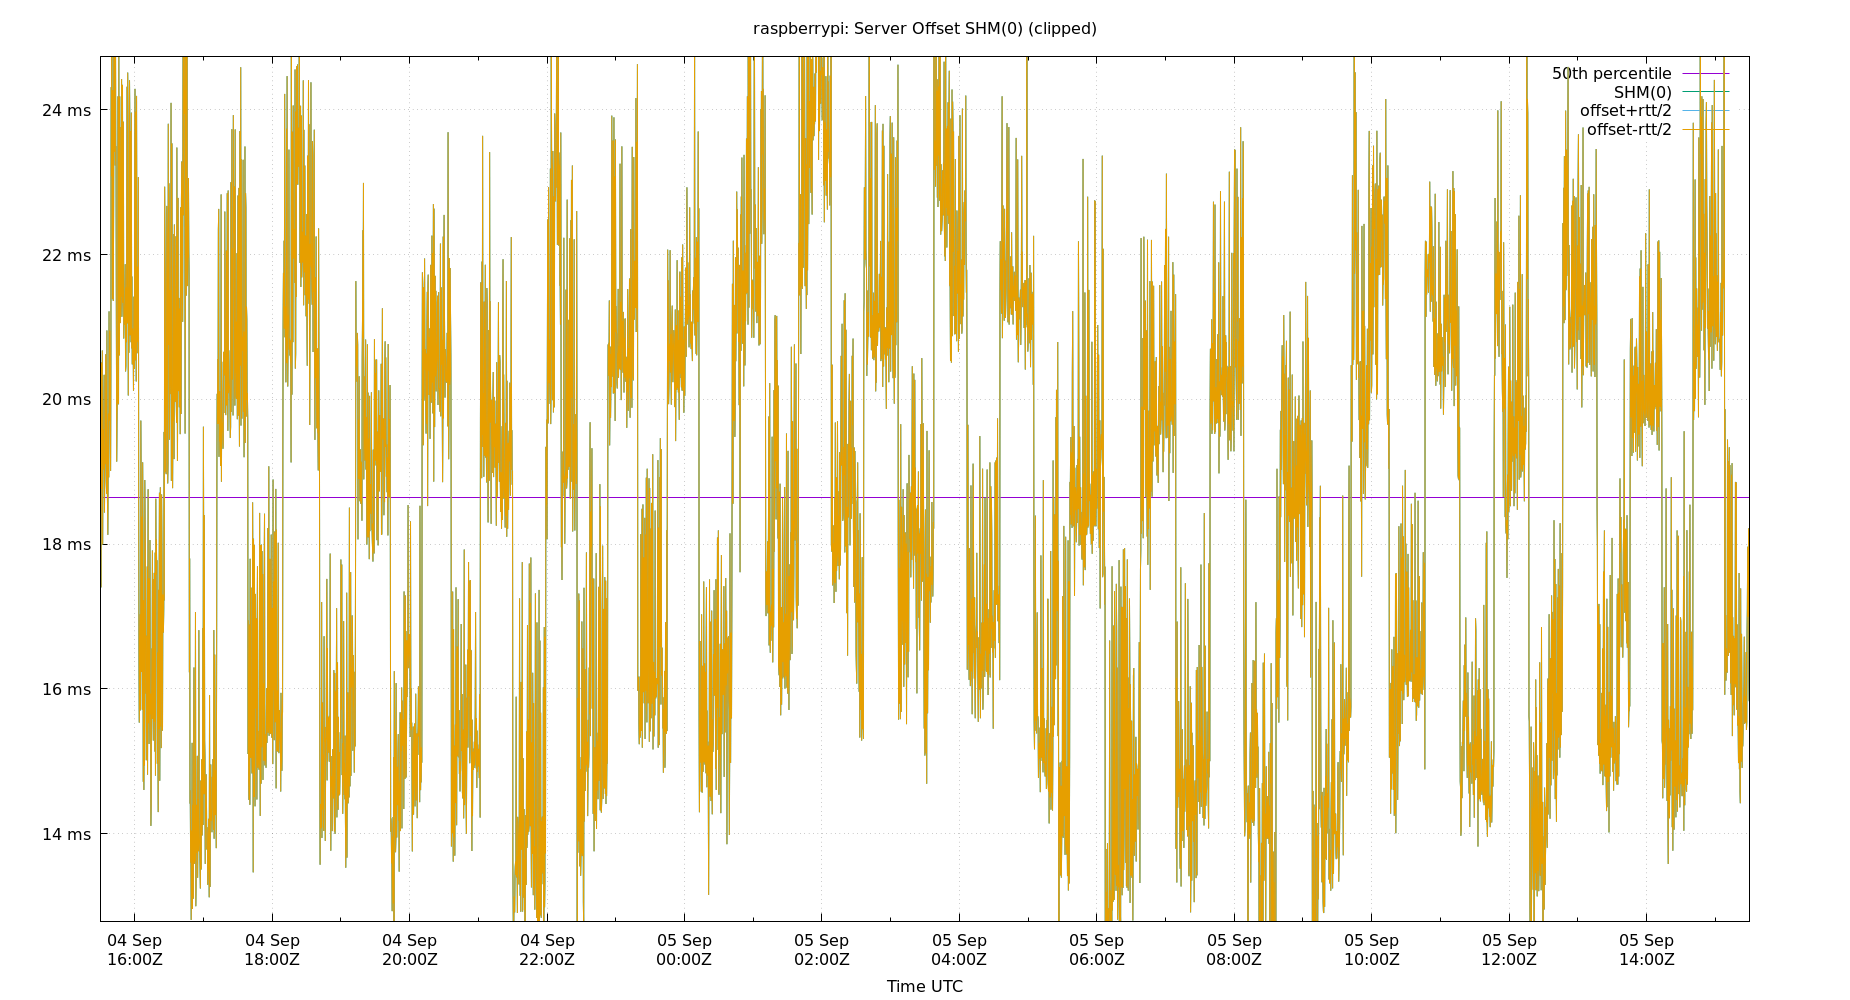 raspberrypi: Server Offset SHM(0) (clipped)
50th percentile
SHM(0)
offset+rtt/2
offset-rtt/2
24 ms
22 ms
20 ms
18 ms
16 ms
14 ms
04 Sep 04 Sep 04 Sep 04 Sep 05 Sep 05 Sep 05 Sep 05 Sep 05 Sep 05 Sep 05 Sep 05 Sep
16:00Z 18:00Z 20:00Z 22:00Z 00:00Z 02:00Z 04:00Z 06:00Z 08:00Z 10:00Z 12:00Z 14:00Z
Time UTC